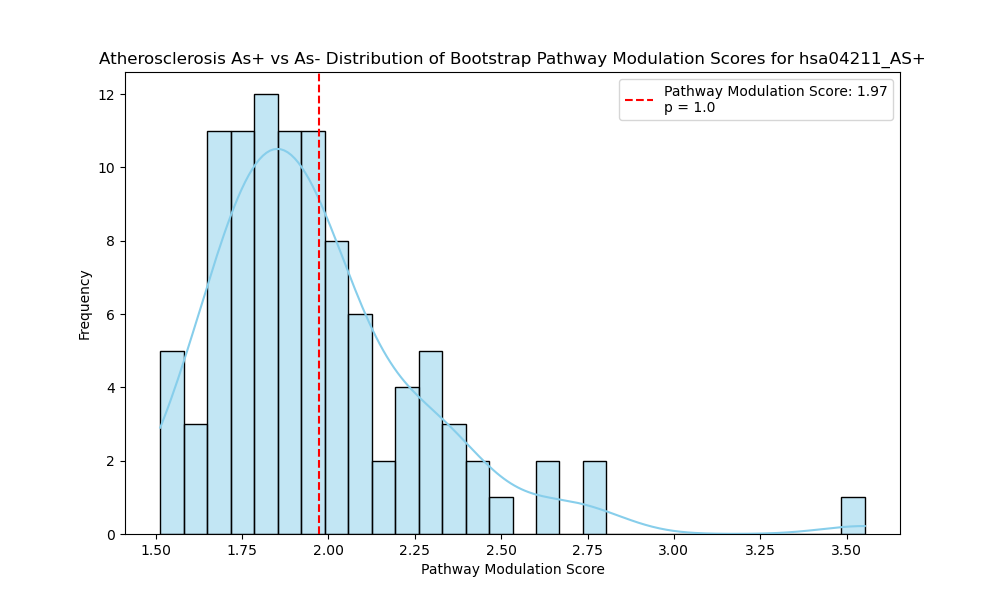 Atherosclerosis As+ vs As- Distribution of Bootstrap Pathway Modulation Scores for hsa04211_AS+
Pathway Modulation Score: 1.97
p = 1.0
12
10
8
6
4
2
0
Frequency
1.50 1.75 2.00 2.25 2.50 2.75 3.00 3.25 3.50
Pathway Modulation Score